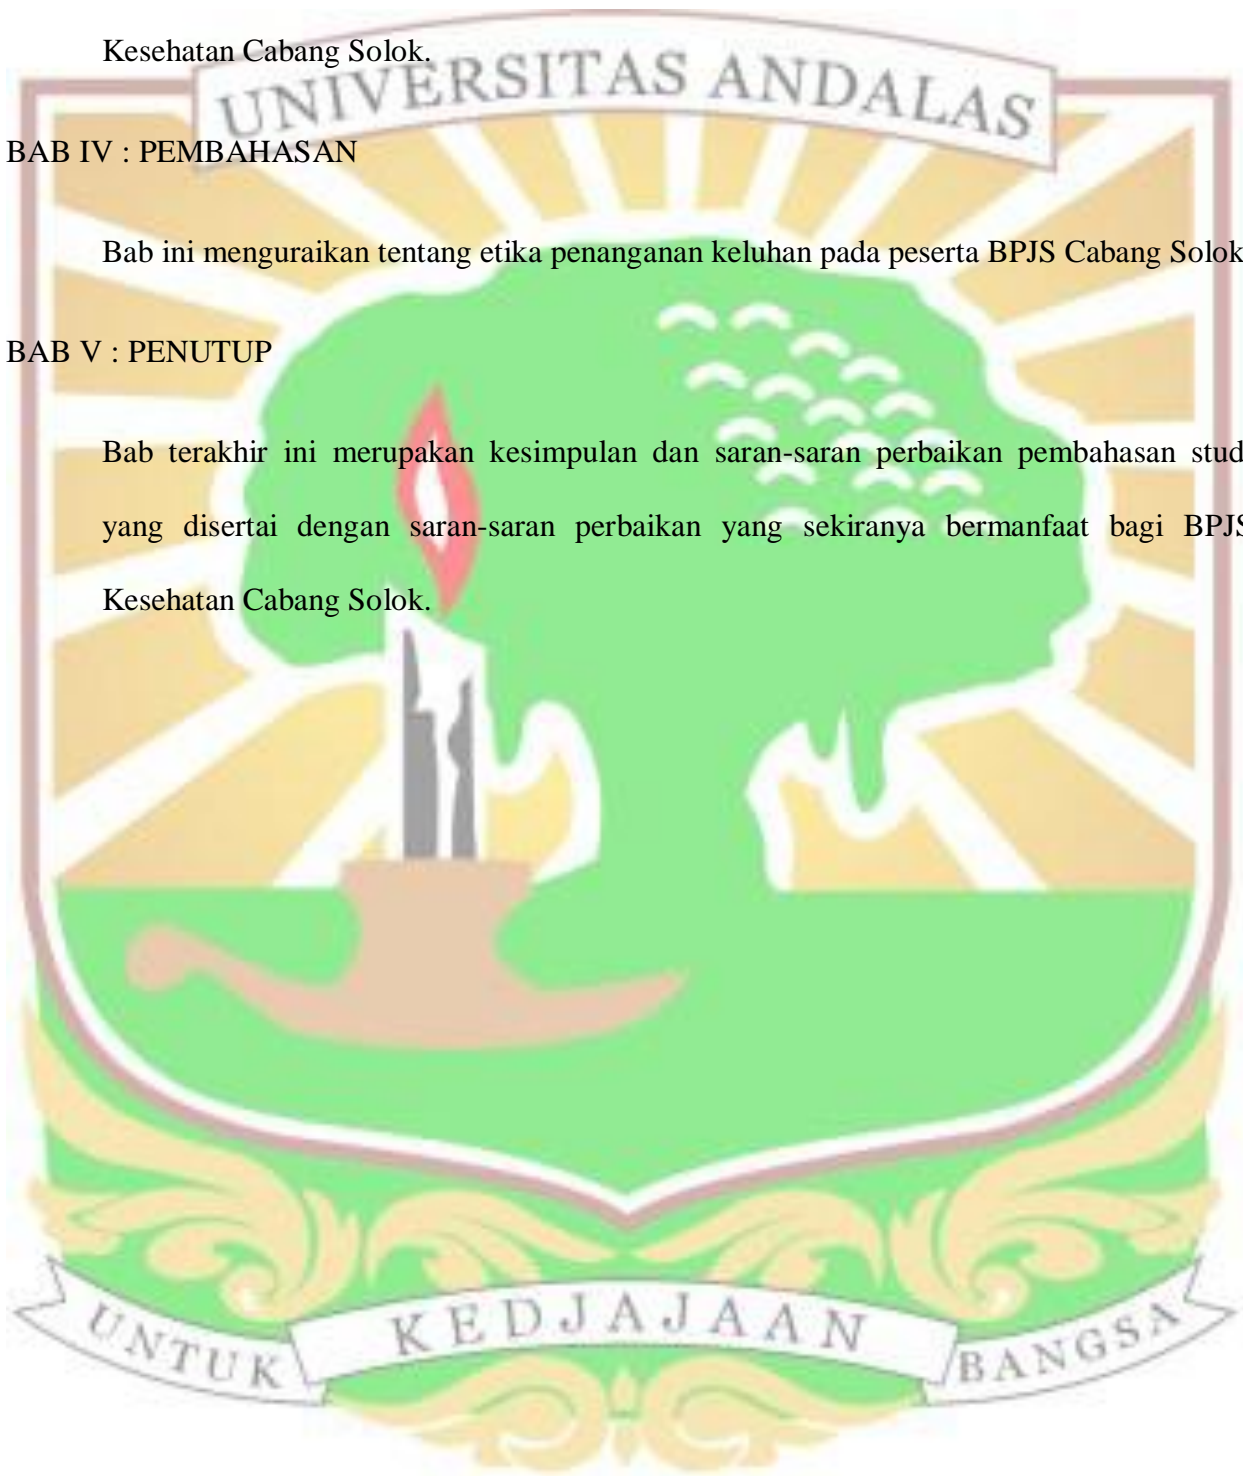 Kesehatan Cabang Solok.
UNIVERSITAS ANDALAS
BAB IV : PEMBAHASAN
Bab ini menguraikan tentang etika penanganan keluhan pada peserta BPJS Cabang Solok
BAB V : PENUTUP
Bab terakhir ini merupakan kesimpulan dan saran-saran perbaikan pembahasan stud
yang disertai dengan saran-saran perbaikan yang sekiranya bermanfaat bagi BPJS
Kesehatan Cabang Solok.
UNTUK KEDJAJAAN BANGSA